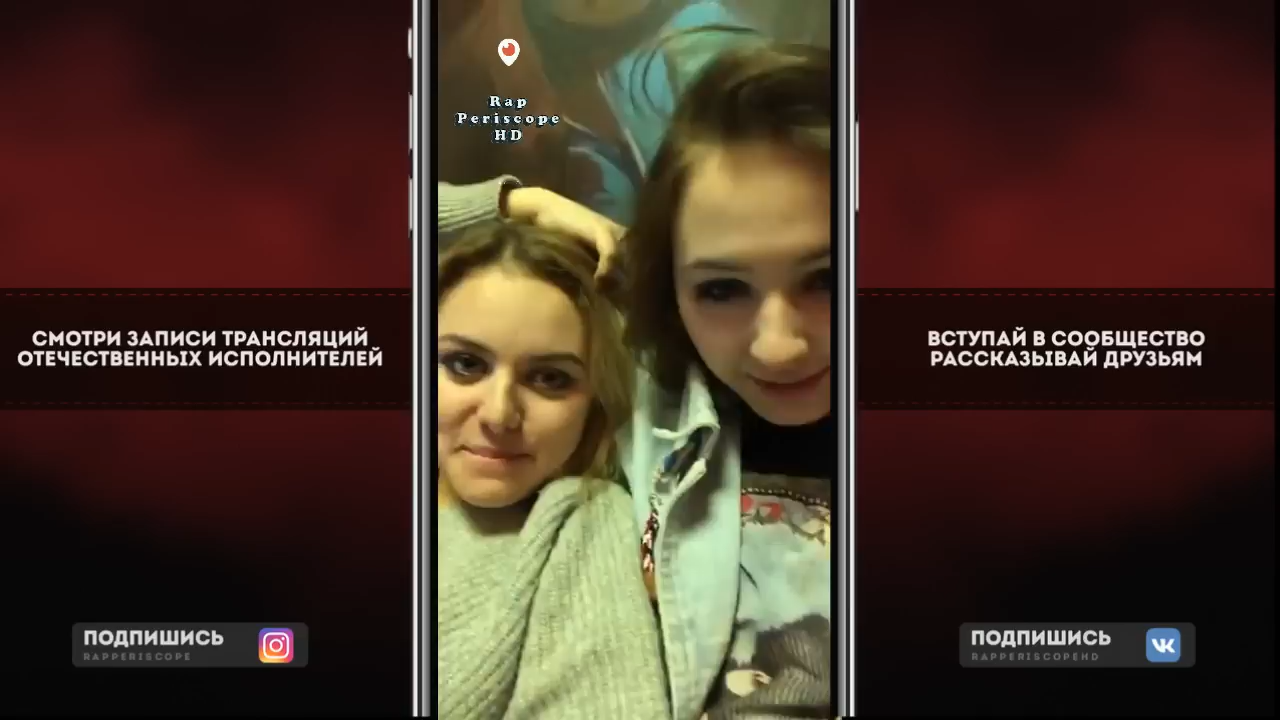 Rap
Periscope
HD
СМОТРИ ЗАПИСИ ТРАНСЛЯЦИЙ
ОТЕЧЕСТВЕННЫХ ИСПОЛНИТЕЛЕЙ
ВСТУПАЙ В СООБЩЕСТВО
РАССКАЗЫВАЙ ДРУЗЬЯМ
ПОДПИШИСЬ
RAPPERISCOPE
ПОДПИШИСЬ
RAPPERISCOPEHD